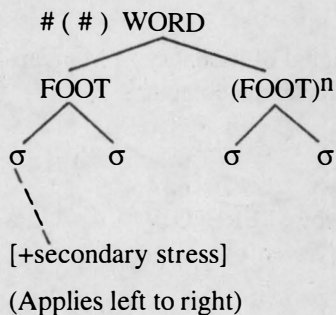 # ( # ) WORD
FOOT (FOOT)n
σ σ σ σ
[+secondary stress]
(Applies left to right)